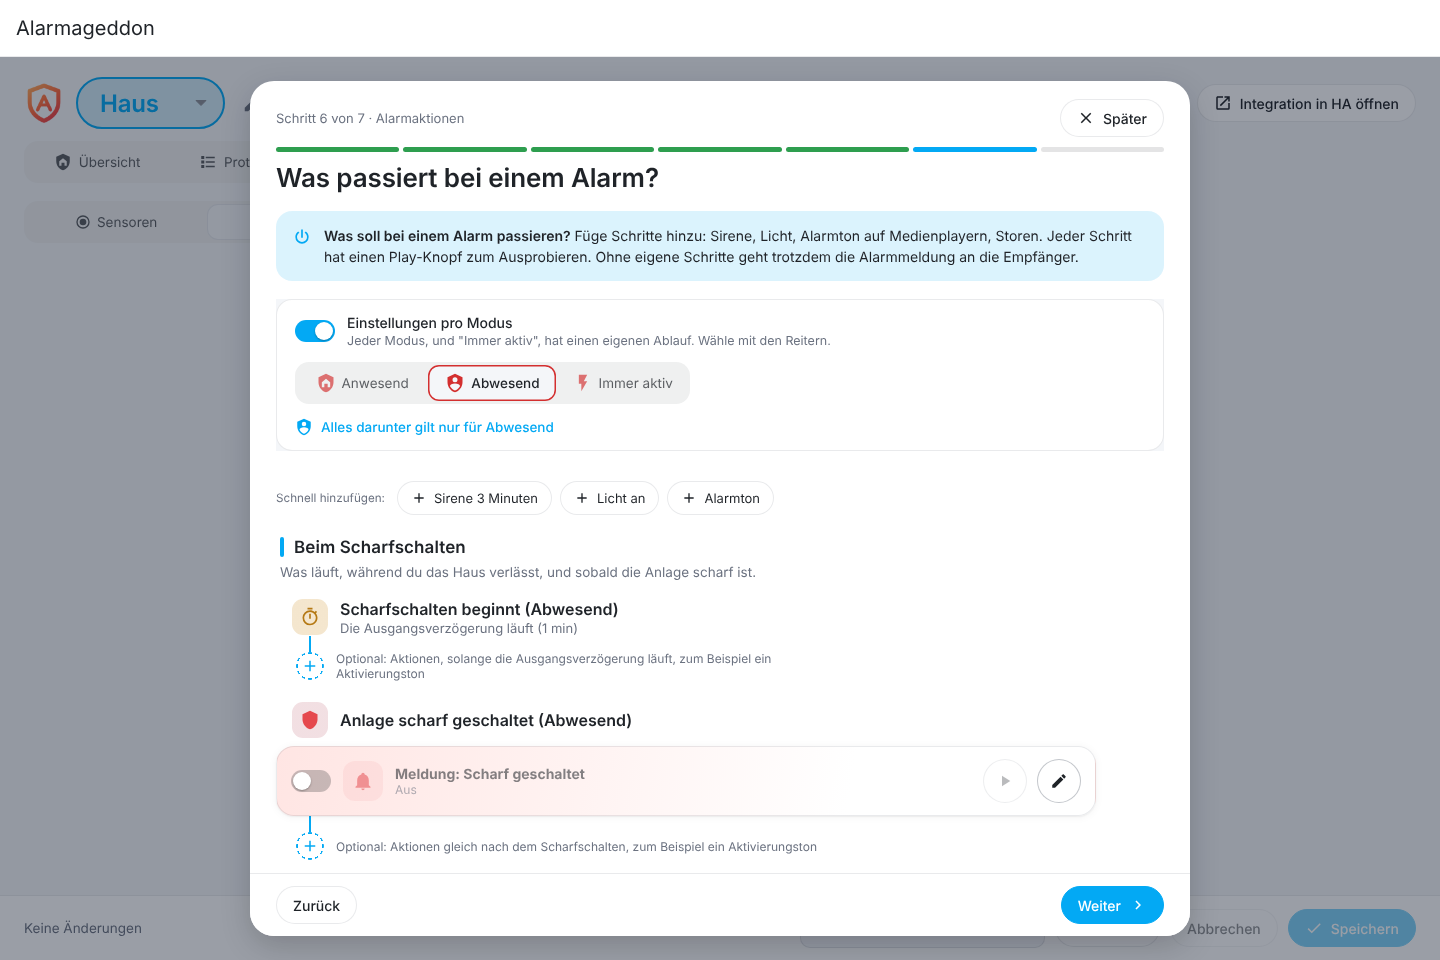 Alarmageddon
Haus
Integration in HA öffnen
Übersicht
Sensoren
Schritt 6 von 7 · Alarmaktionen
Später
Was passiert bei einem Alarm?
Was soll bei einem Alarm passieren? Füge Schritte hinzu: Sirene, Licht, Alarmton auf Medienplayern, Storen. Jeder Schritt
hat einen Play-Knopf zum Ausprobieren. Ohne eigene Schritte geht trotzdem die Alarmmeldung an die Empfänger.
Einstellungen pro Modus
Jeder Modus, und "Immer aktiv", hat einen eigenen Ablauf. Wähle mit den Reitern.
Anwesend
Abwesend
Immer aktiv
Alles darunter gilt nur für Abwesend
Schnell hinzufügen:
Sirene 3 Minuten
Licht an
Alarmton
Beim Scharfschalten
Was läuft, während du das Haus verlässt, und sobald die Anlage scharf ist.
Scharfschalten beginnt (Abwesend)
Die Ausgangsverzögerung läuft (1 min)
Optional: Aktionen, solange die Ausgangsverzögerung läuft, zum Beispiel ein
Aktivierungston
Anlage scharf geschaltet (Abwesend)
Meldung: Scharf geschaltet
Aus
Optional: Aktionen gleich nach dem Scharfschalten, zum Beispiel ein Aktivierungston
Zurück
Weiter
Keine Änderungen
Abbrechen
Speichern